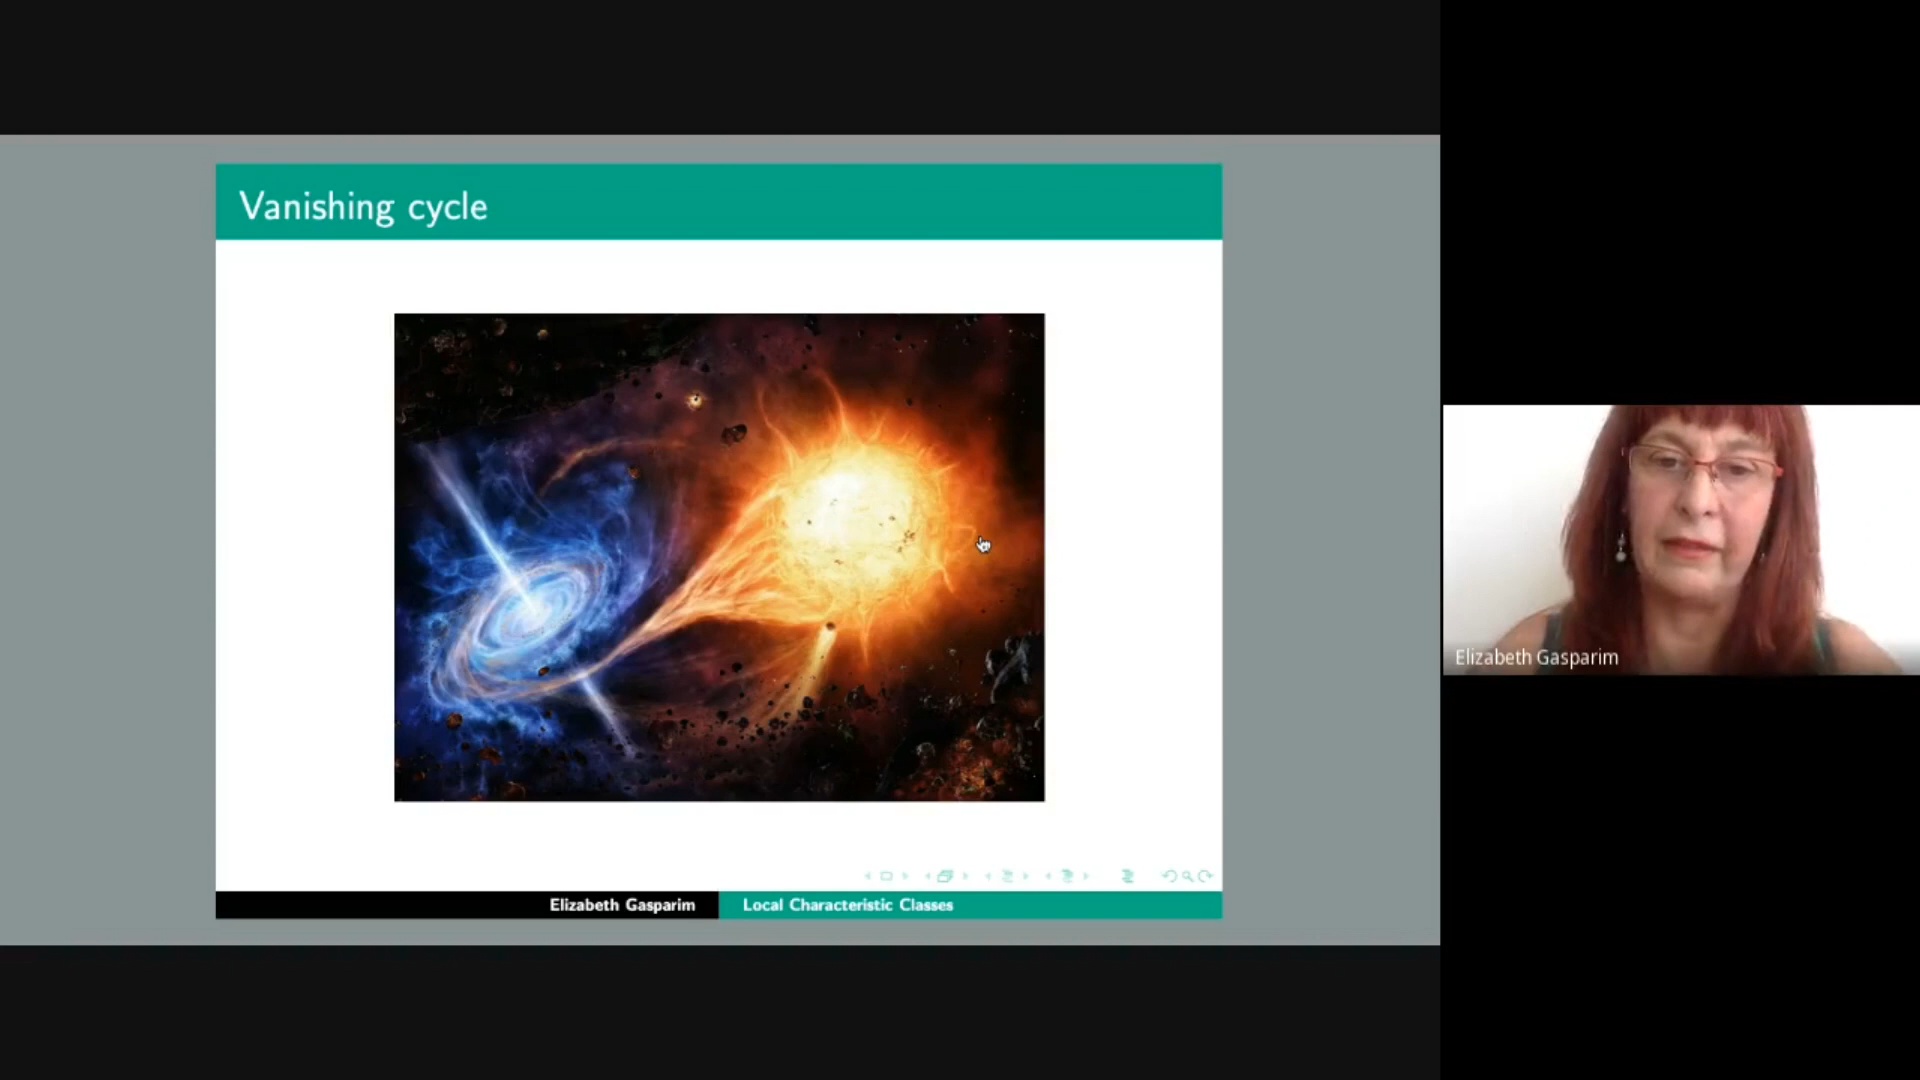 Vanishing cycle
Elizabeth Gasparim
Elizabeth Gasparim Local Characteristic Classes